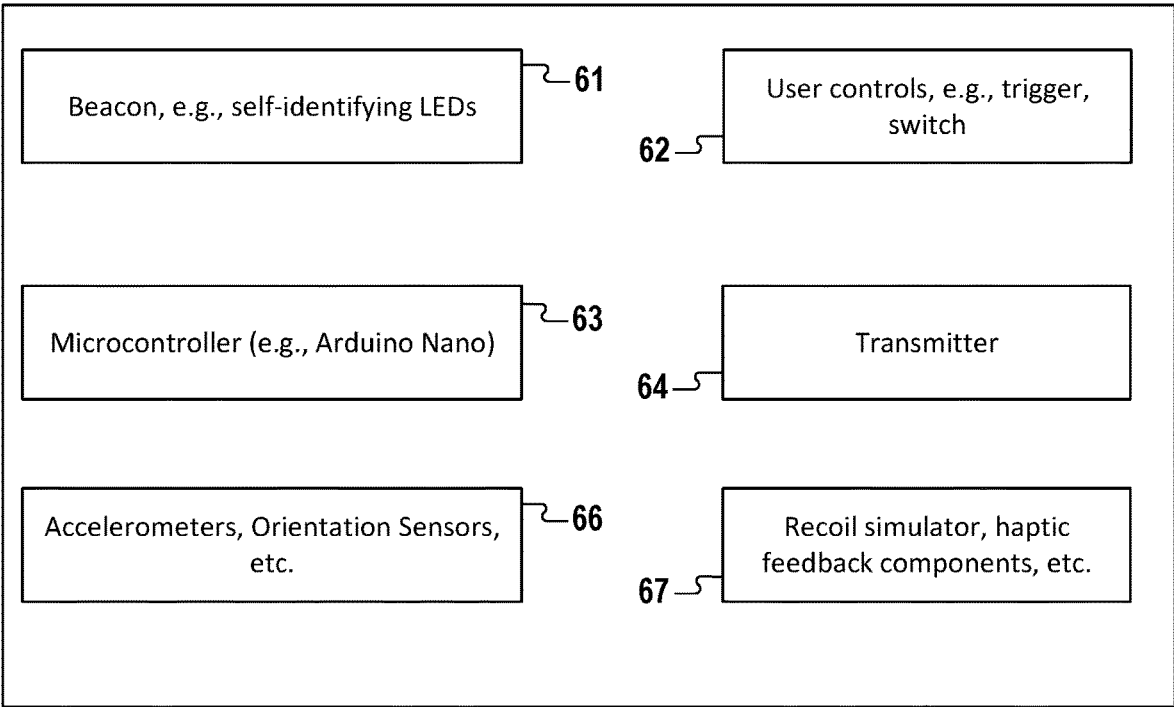 Beacon, e.g., self-identifying LEDs
61
User controls, e.g., trigger,
switch
62
Microcontroller (e.g., Arduino Nano)
63
Transmitter
64
Accelerometers, Orientation Sensors,
etc.
66
Recoil simulator, haptic
feedback components, etc.
67